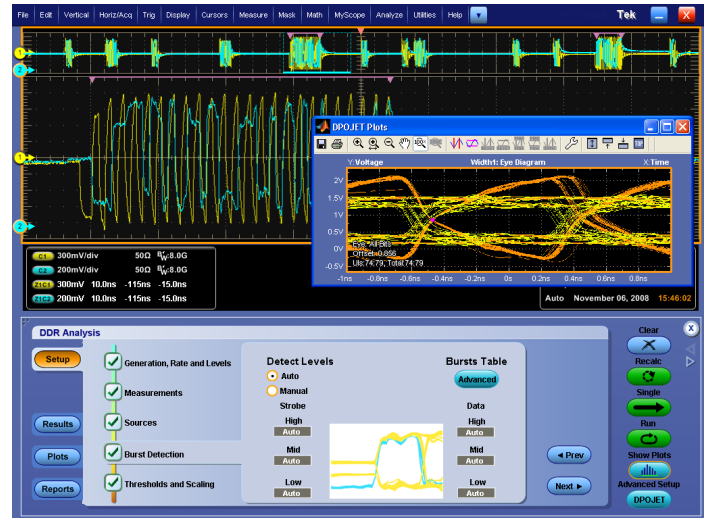 File Edit Vertical Horiz/Acq Trig Display Cursors Measure Mask Math MyScope Analyze Utilities Help Tek X
1
2
DPOJET Plots
1
Y:Voltage Width1: Eye Diagram X:Time
2V
1.5V
1V
0.5V
0V
-0.5V
Eye: All Bits
Offset:-0.856
UIs:74:79, Total:74:79
-1ns -0.8ns -0.6ns -0.4ns -0.2ns 0s 0.2ns 0.4ns 0.6ns 0.8ns
2
C1 300mV/div 50Ω BW:8.0G
C2 200mV/div 50Ω BW:8.0G
Z1C1 300mV 10.0ns -115ns -15.0ns
Z1C2 200mV 10.0ns -115ns -15.0ns
Auto November 06, 2008 15:46:02
DDR Analysis
Clear
X
Setup
Generation, Rate and Levels
Detect Levels
Bursts Table
Recalc
Auto
Advanced
Measurements
Manual
Single
Strobe
Data
Results
Sources
High
Auto
High
Auto
Run
Plots
Burst Detection
Mid
Auto
Mid
Auto
Prev
Show Plots
Reports
Thresholds and Scaling
Low
Auto
Low
Auto
Next
Advanced Setup
DPOJET